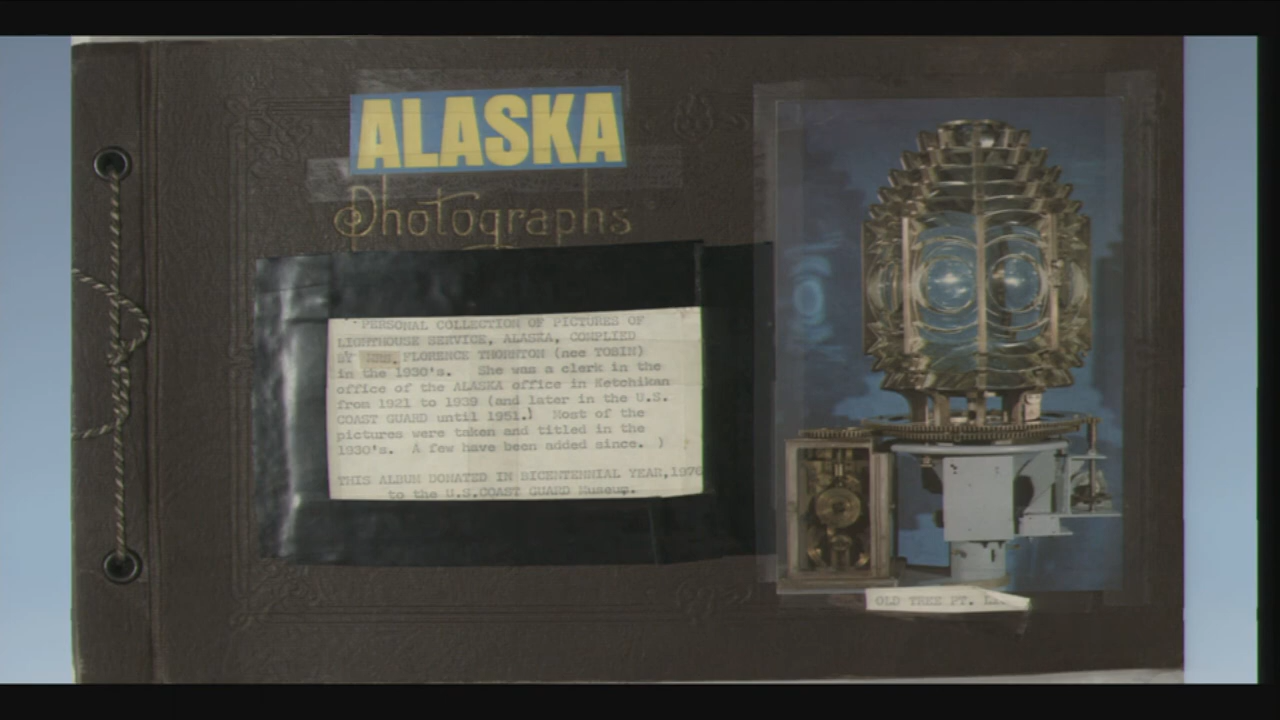 ALASKA
Photographs
PERSONAL COLLECTION OF PICTURES OF
LIGHTHOUSE SERVICE, ALASKA, COMPLIED
BY FLORENCE THORNTON (nee TOBIN)
in the 1930's. She was a clerk in the
office of the ALASKA office in Ketchikan
from 1921 to 1939 (and later in the U.S.
COAST GUARD until 1951.) Most of the
pictures were taken and titled in the
1930's. A few have been added since. )
THIS ALBUM DONATED IN BICENTENNIAL YEAR,1976
to the U.S.COAST GUARD Museum.
OLD TREE PT.